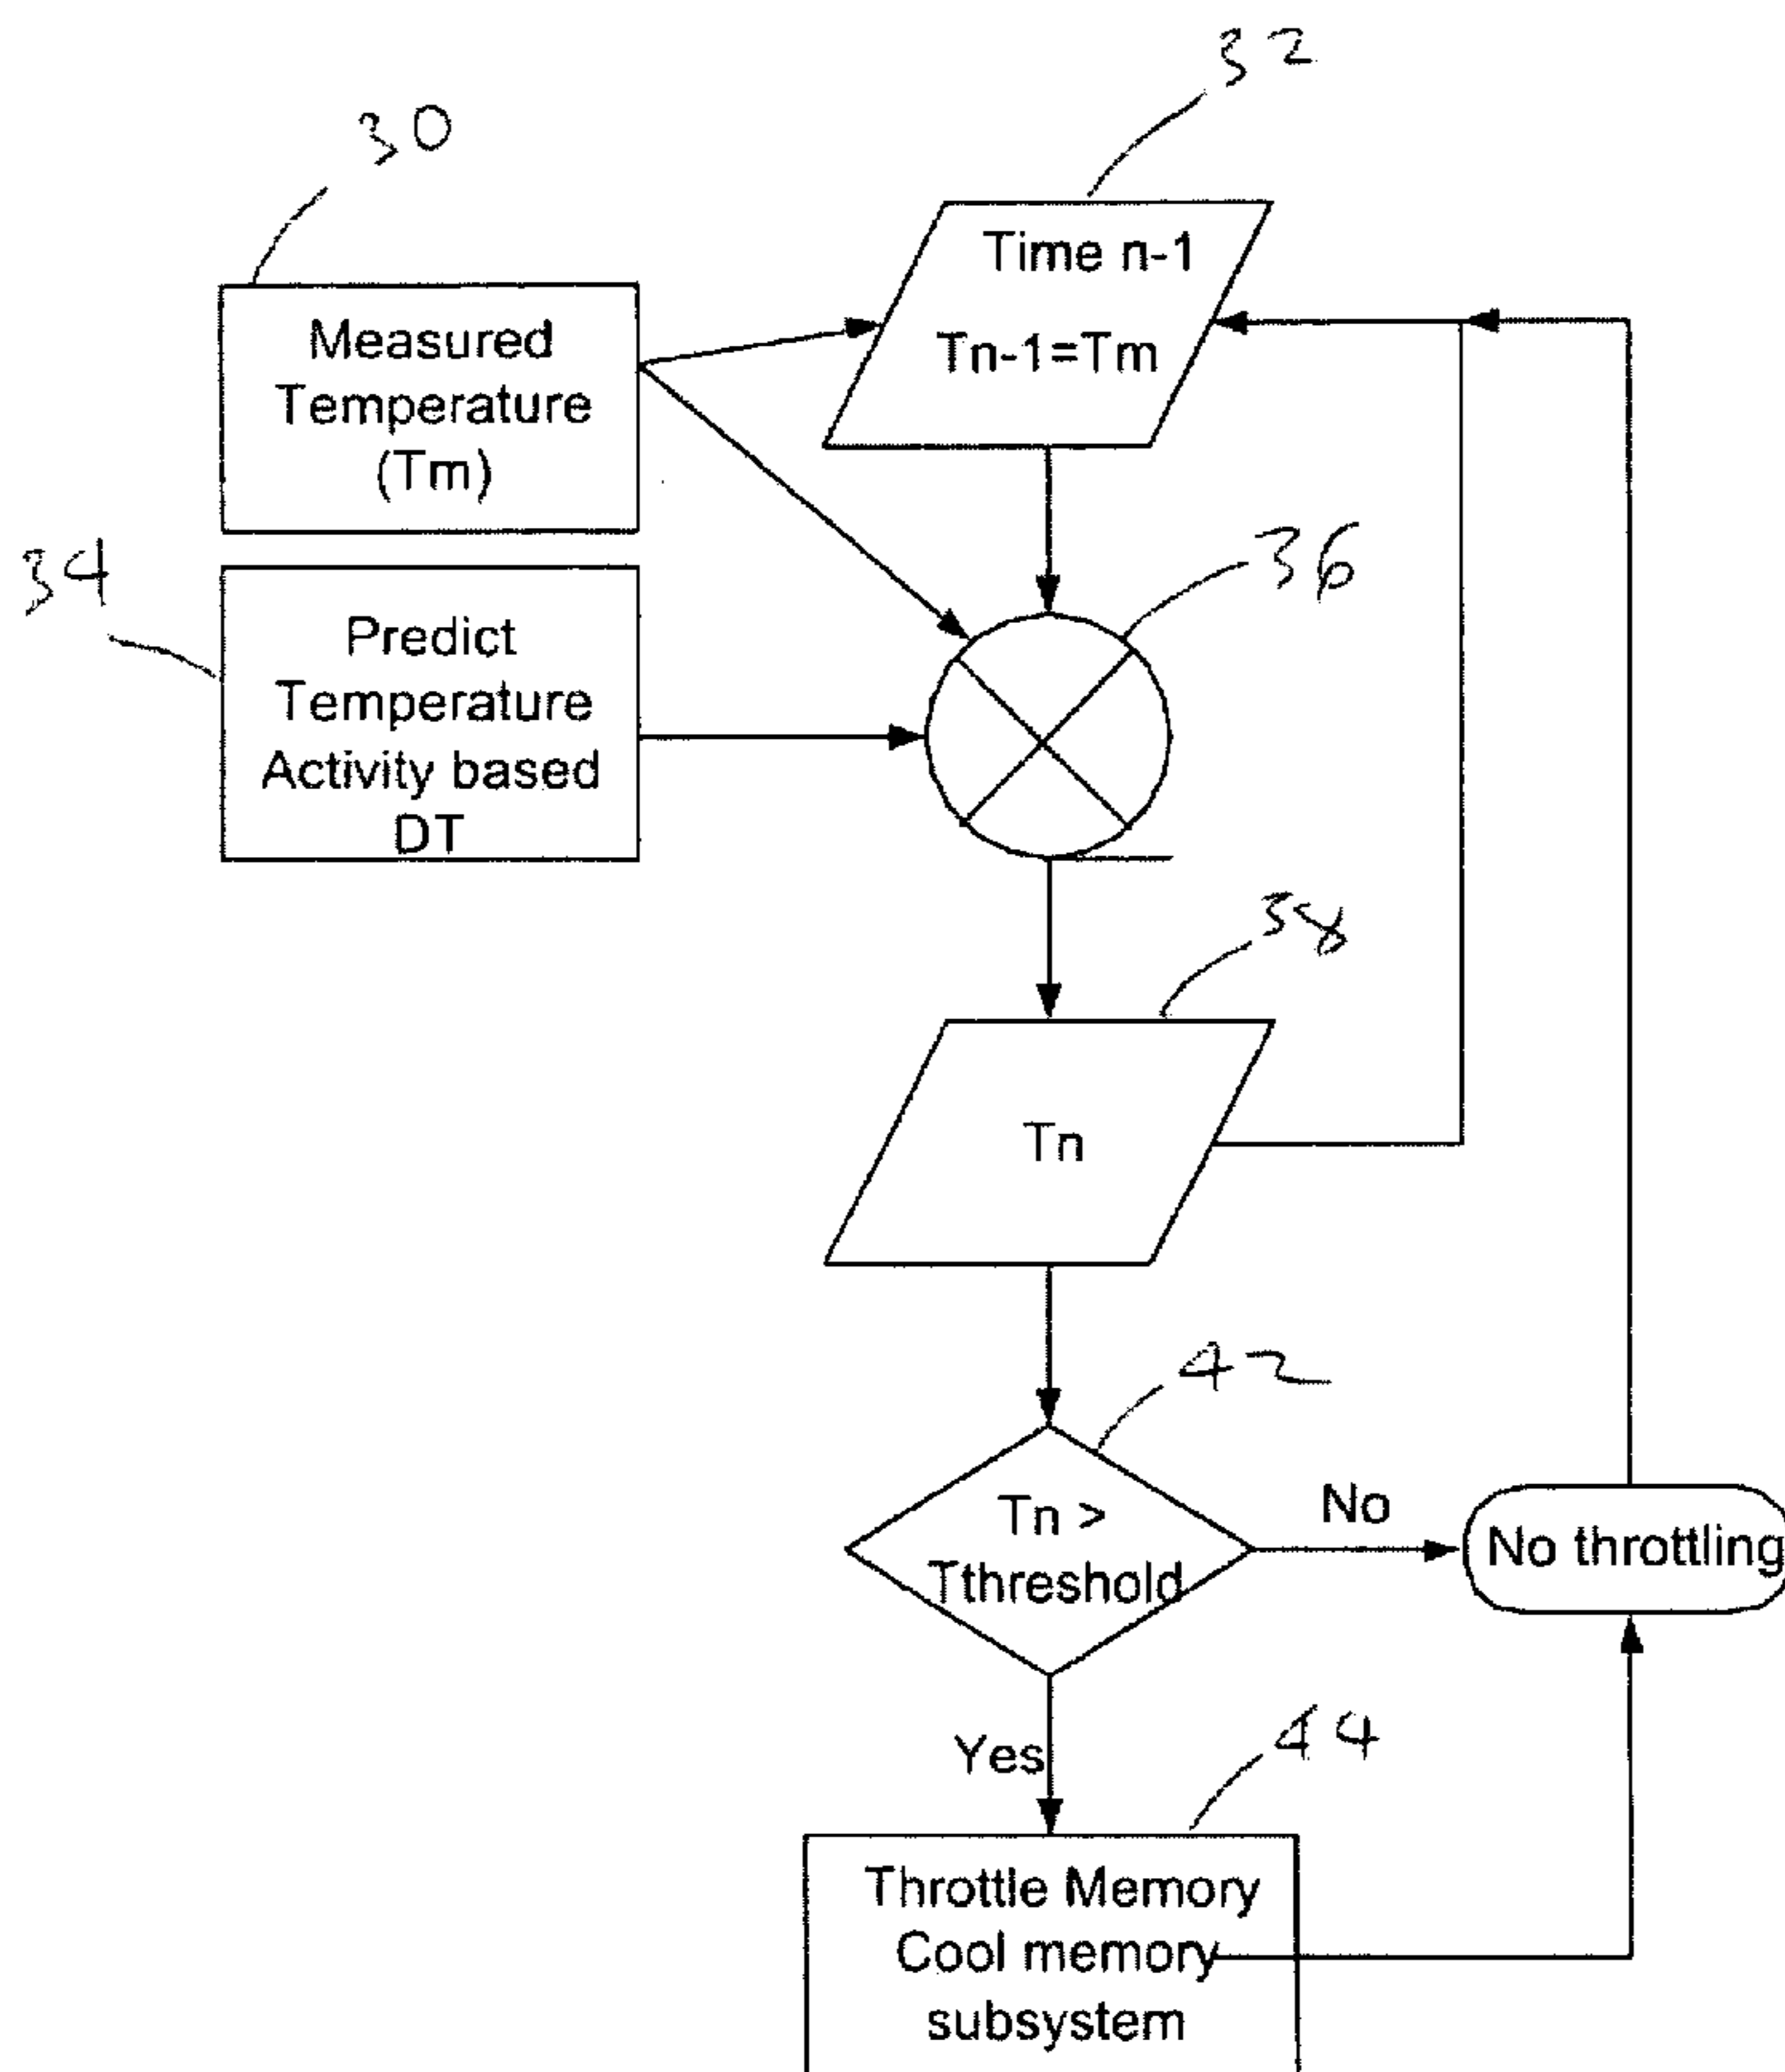 32
30
Time n-1
Tn-1=Tm
Measured
Temperature
(Tm)
34
36
Predict
Temperature
Activity based
DT
38
Tn
42
Tn >
Tthreshold
No
No throttling
Yes
44
Throttle Memory
Cool memory
subsystem